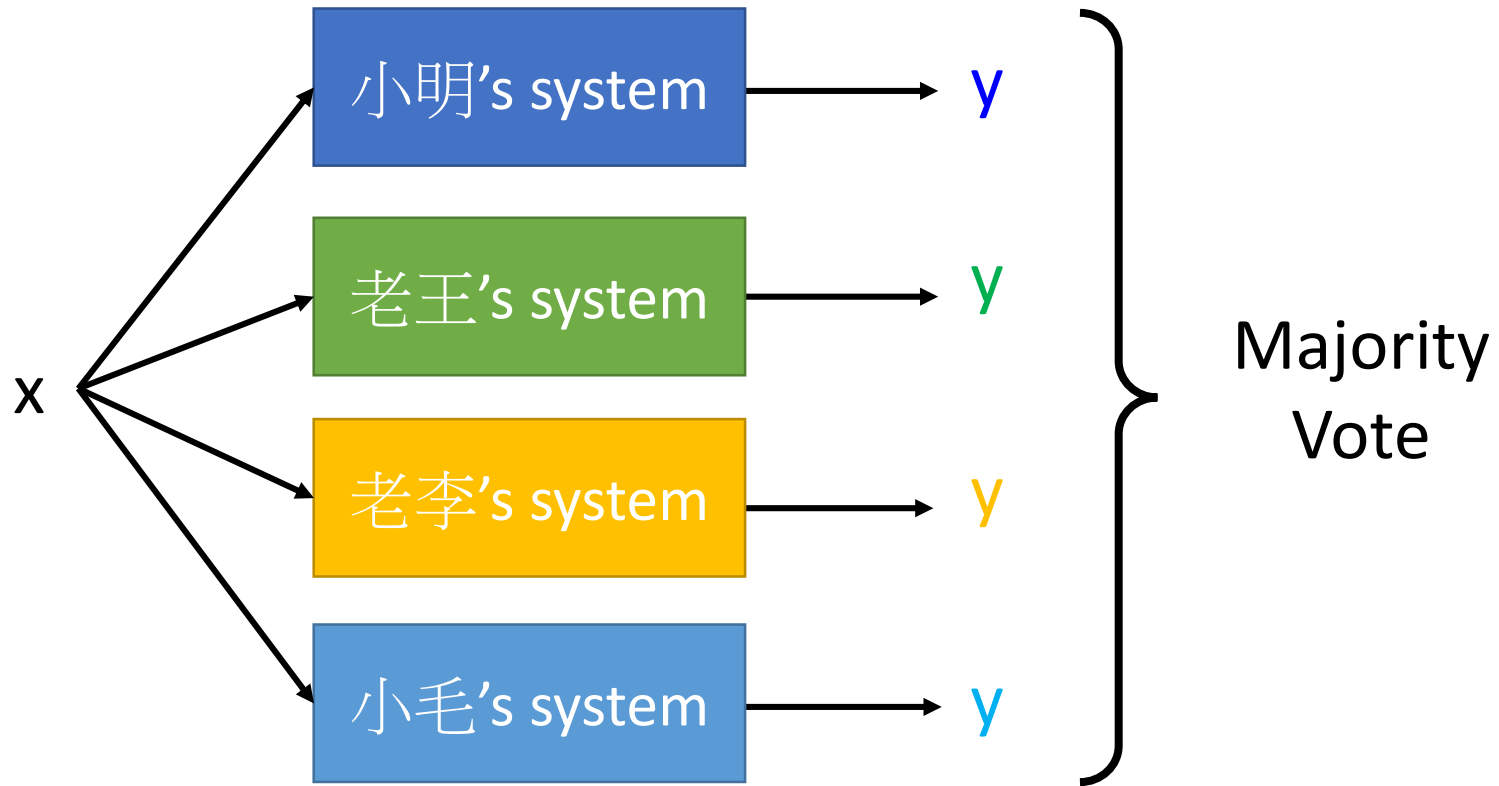 小明’s system
y
老王’s system
y
x
老李’s system
y
小毛’s system
y
Majority
Vote